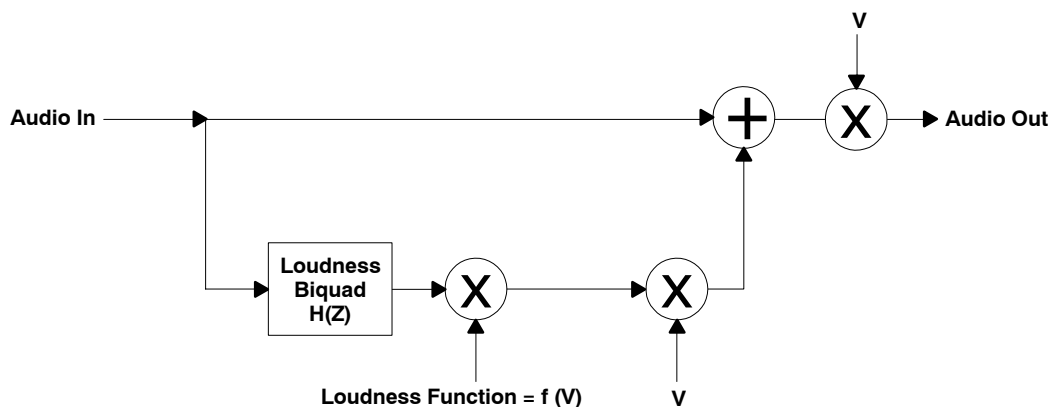 V
Audio In
+
X
Audio Out
Loudness
Biquad
H(Z)
X
X
Loudness Function = f (V)
V